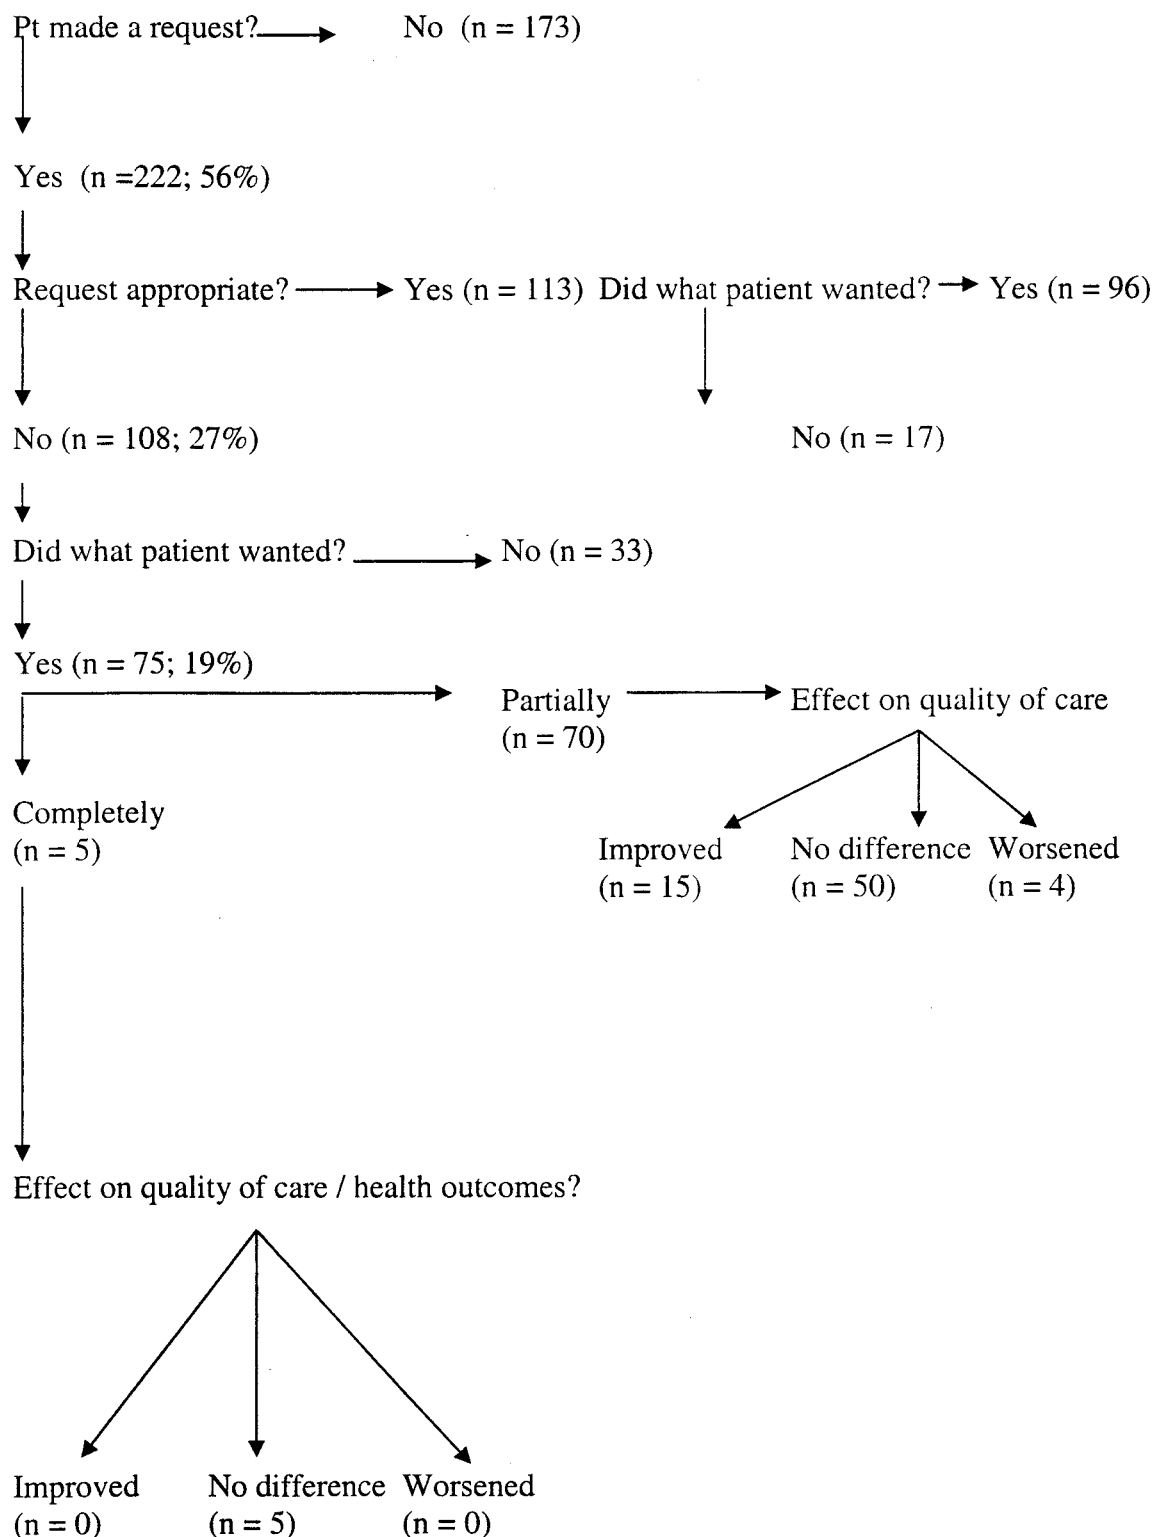 Pt made a request? No (n = 173)
Yes (n =222; 56%)
Request appropriate? Yes (n = 113) Did what patient wanted? Yes (n = 96)
No (n = 108; 27%) No (n = 17)
Did what patient wanted? No (n = 33)
Yes (n = 75; 19%)
Partially Effect on quality of care
(n = 70)
Completely
(n = 5)
Improved No difference Worsened
(n = 15) (n = 50) (n = 4)
Effect on quality of care / health outcomes?
Improved No difference Worsened
(n = 0) (n = 5) (n = 0)